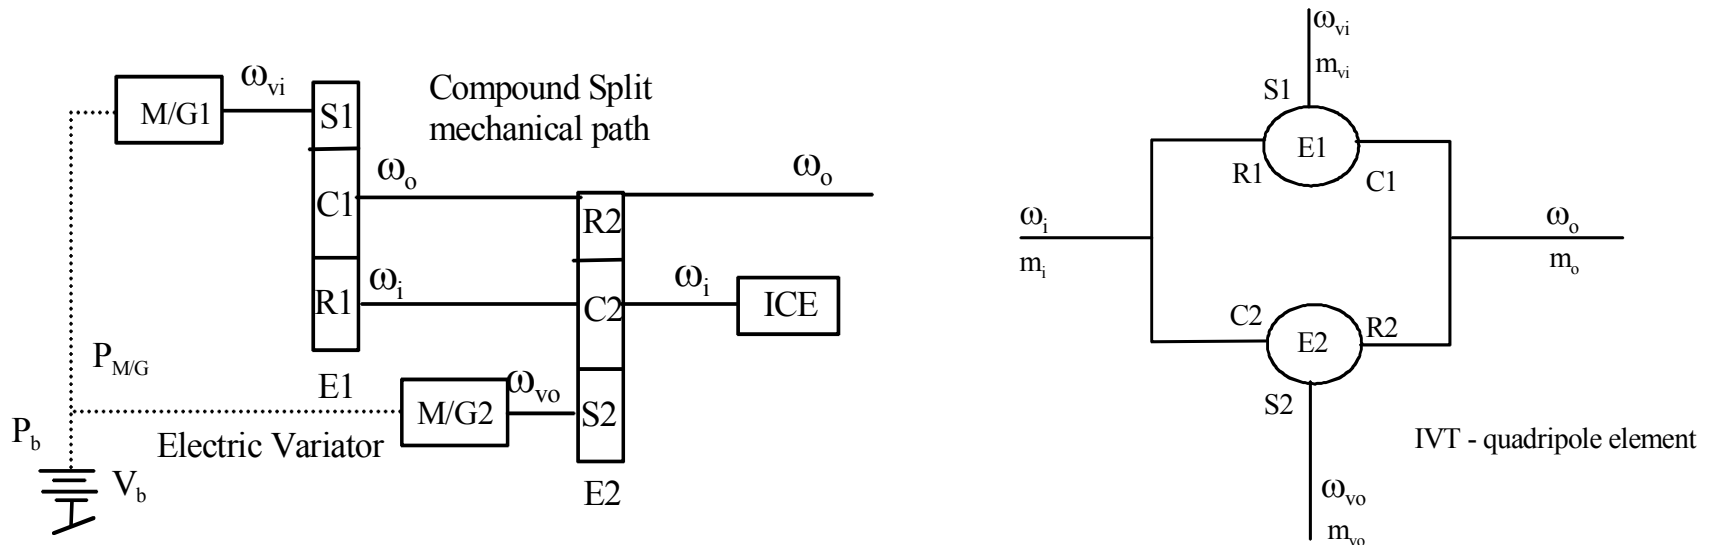 ω_vi
M/G1
S1
Compound Split
mechanical path
ω_o
ω_o
C1
R2
R1
ω_i
ω_i
C2
ICE
P_M/G
E1
ω_vo
M/G2
S2
P_b
Electric Variator
V_b
E2
ω_vi
m_vi
S1
E1
R1
C1
ω_i
m_i
ω_o
m_o
C2
R2
E2
S2
IVT - quadripole element
ω_vo
m_vo